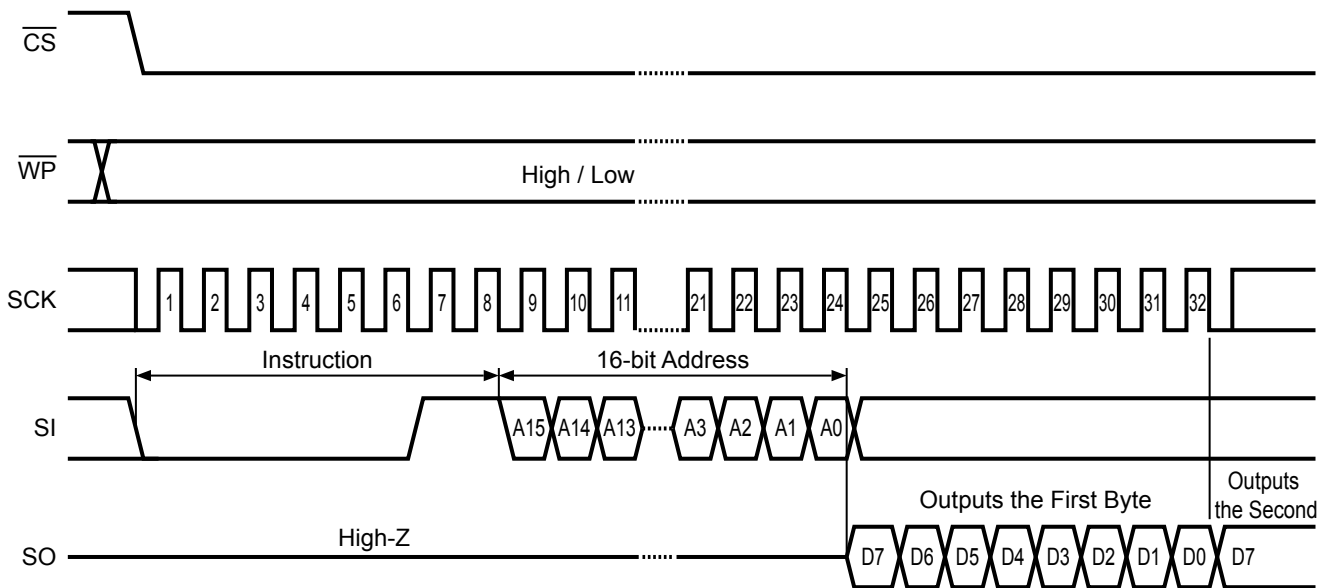 CS
WP
High / Low
SCK
1 2 3 4 5 6 7 8 9 10 11 21 22 23 24 25 26 27 28 29 30 31 32
Instruction
16-bit Address
SI
A15 A14 A13 A3 A2 A1 A0
Outputs the First Byte
Outputs
the Second
High-Z
SO
D7 D6 D5 D4 D3 D2 D1 D0 D7